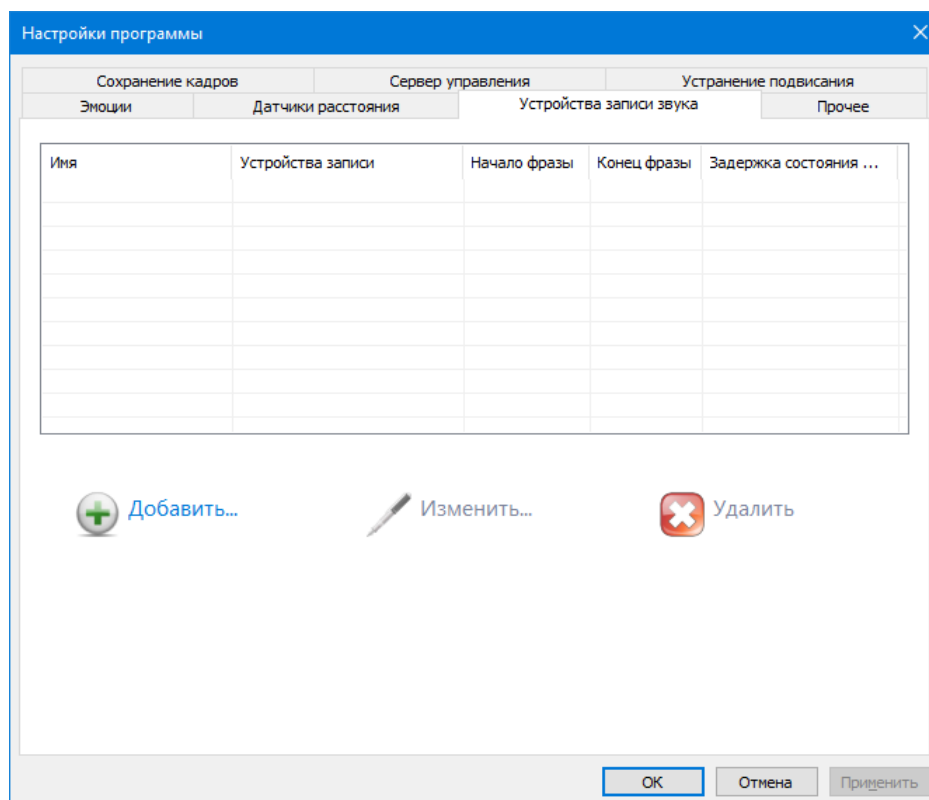 Настройки программы
Сохранение кадров Сервер управления Устранение подвисания
Эмоции Датчики расстояния Устройства записи звука Прочее
Имя Устройства записи Начало фразы Конец фразы Задержка состояния ...
Добавить... Изменить... Удалить
OK Отмена Применить